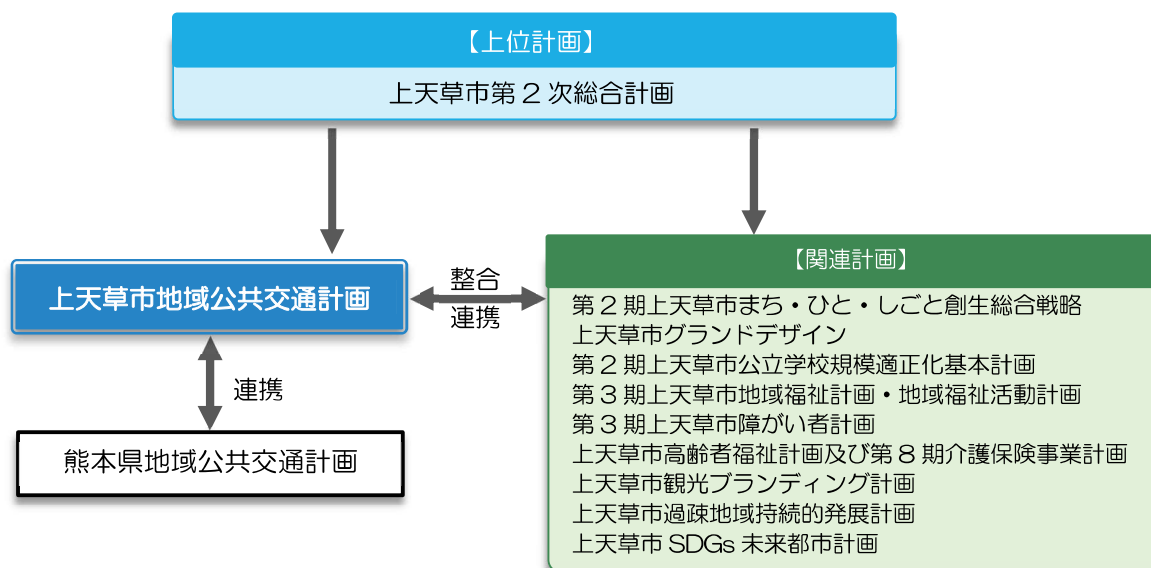 【上位計画】
上天草市第2次総合計画
上天草市地域公共交通計画
整合
連携
連携
熊本県地域公共交通計画
【関連計画】
第2期上天草市まち・ひと・しごと創生総合戦略
上天草市グランドデザイン
第2期上天草市公立学校規模適正化基本計画
第3期上天草市地域福祉計画・地域福祉活動計画
第3期上天草市障がい者計画
上天草市高齢者福祉計画及び第8期介護保険事業計画
上天草市観光ブランディング計画
上天草市過疎地域持続的発展計画
上天草市 SDGs 未来都市計画